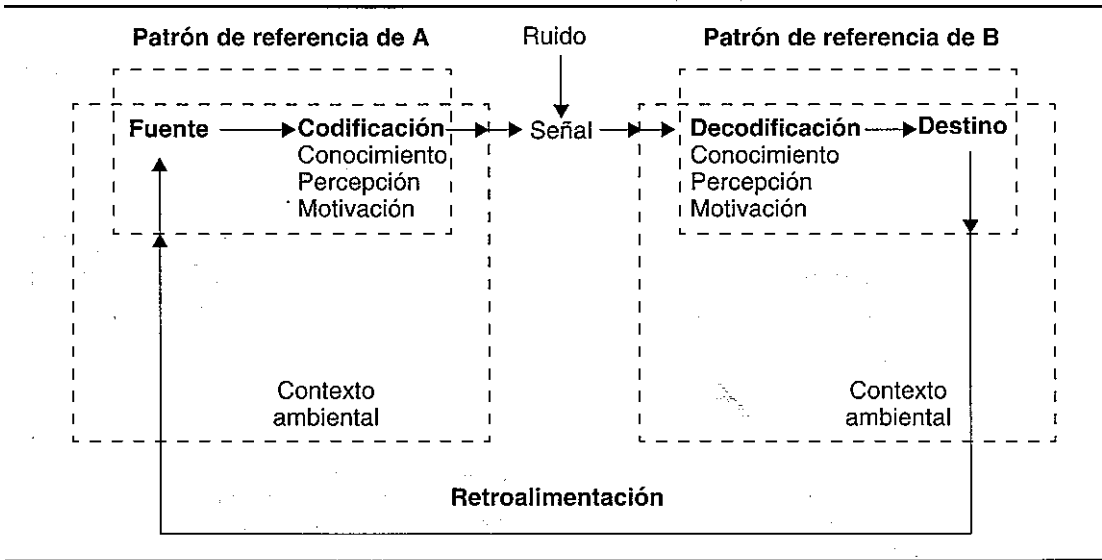 Patrón de referencia de A
Ruido
Patrón de referencia de B
Fuente
Codificación
Conocimiento
Percepción
Motivación
Señal
Decodificación
Conocimiento
Percepción
Motivación
Destino
Contexto
ambiental
Contexto
ambiental
Retroalimentación